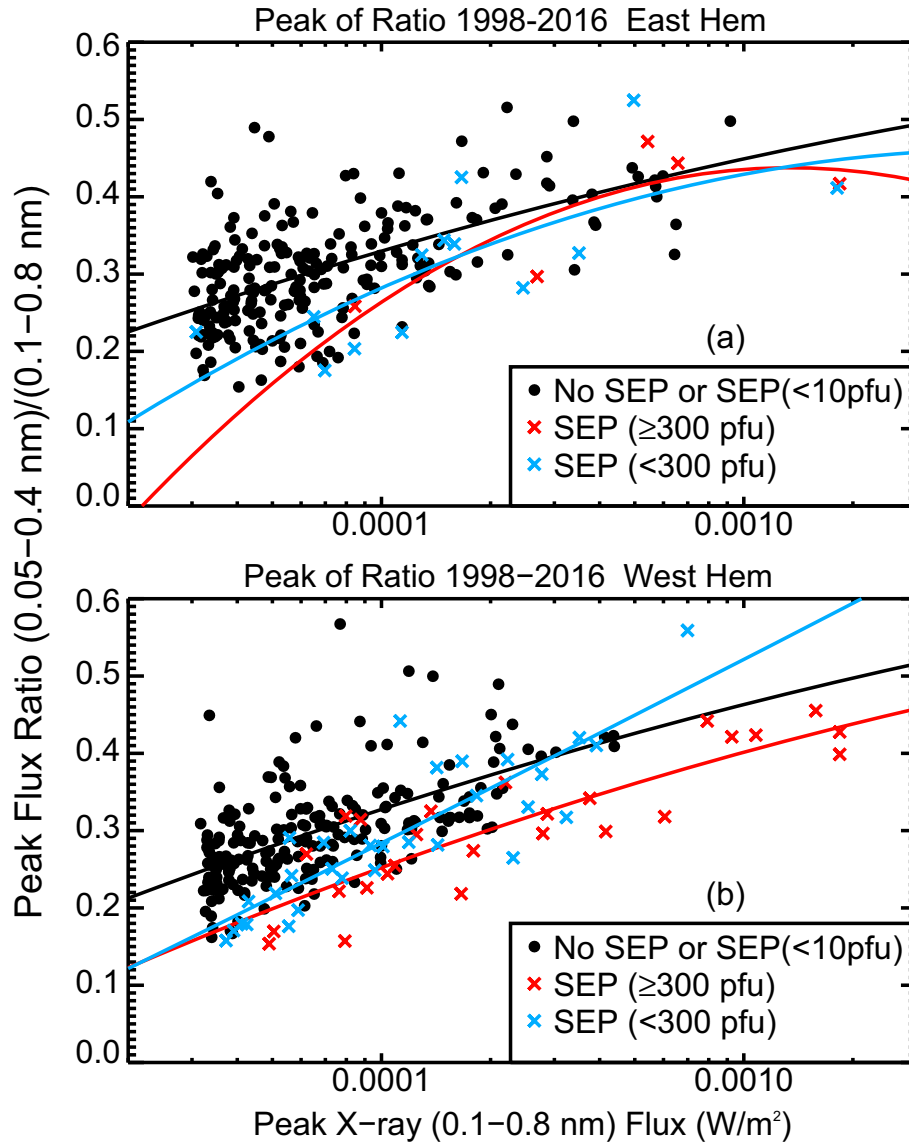 Peak of Ratio 1998-2016 East Hem
0.6
0.5
0.4
0.3
0.2
0.1
0.0
(a)
No SEP or SEP(<10pfu)
SEP (≥300 pfu)
SEP (<300 pfu)
0.0001
0.0010
Peak Flux Ratio (0.05−0.4 nm)/(0.1−0.8 nm)
Peak of Ratio 1998−2016 West Hem
0.6
0.5
0.4
0.3
0.2
0.1
0.0
(b)
No SEP or SEP(<10pfu)
SEP (≥300 pfu)
SEP (<300 pfu)
0.0001
0.0010
Peak X−ray (0.1−0.8 nm) Flux (W/m²)